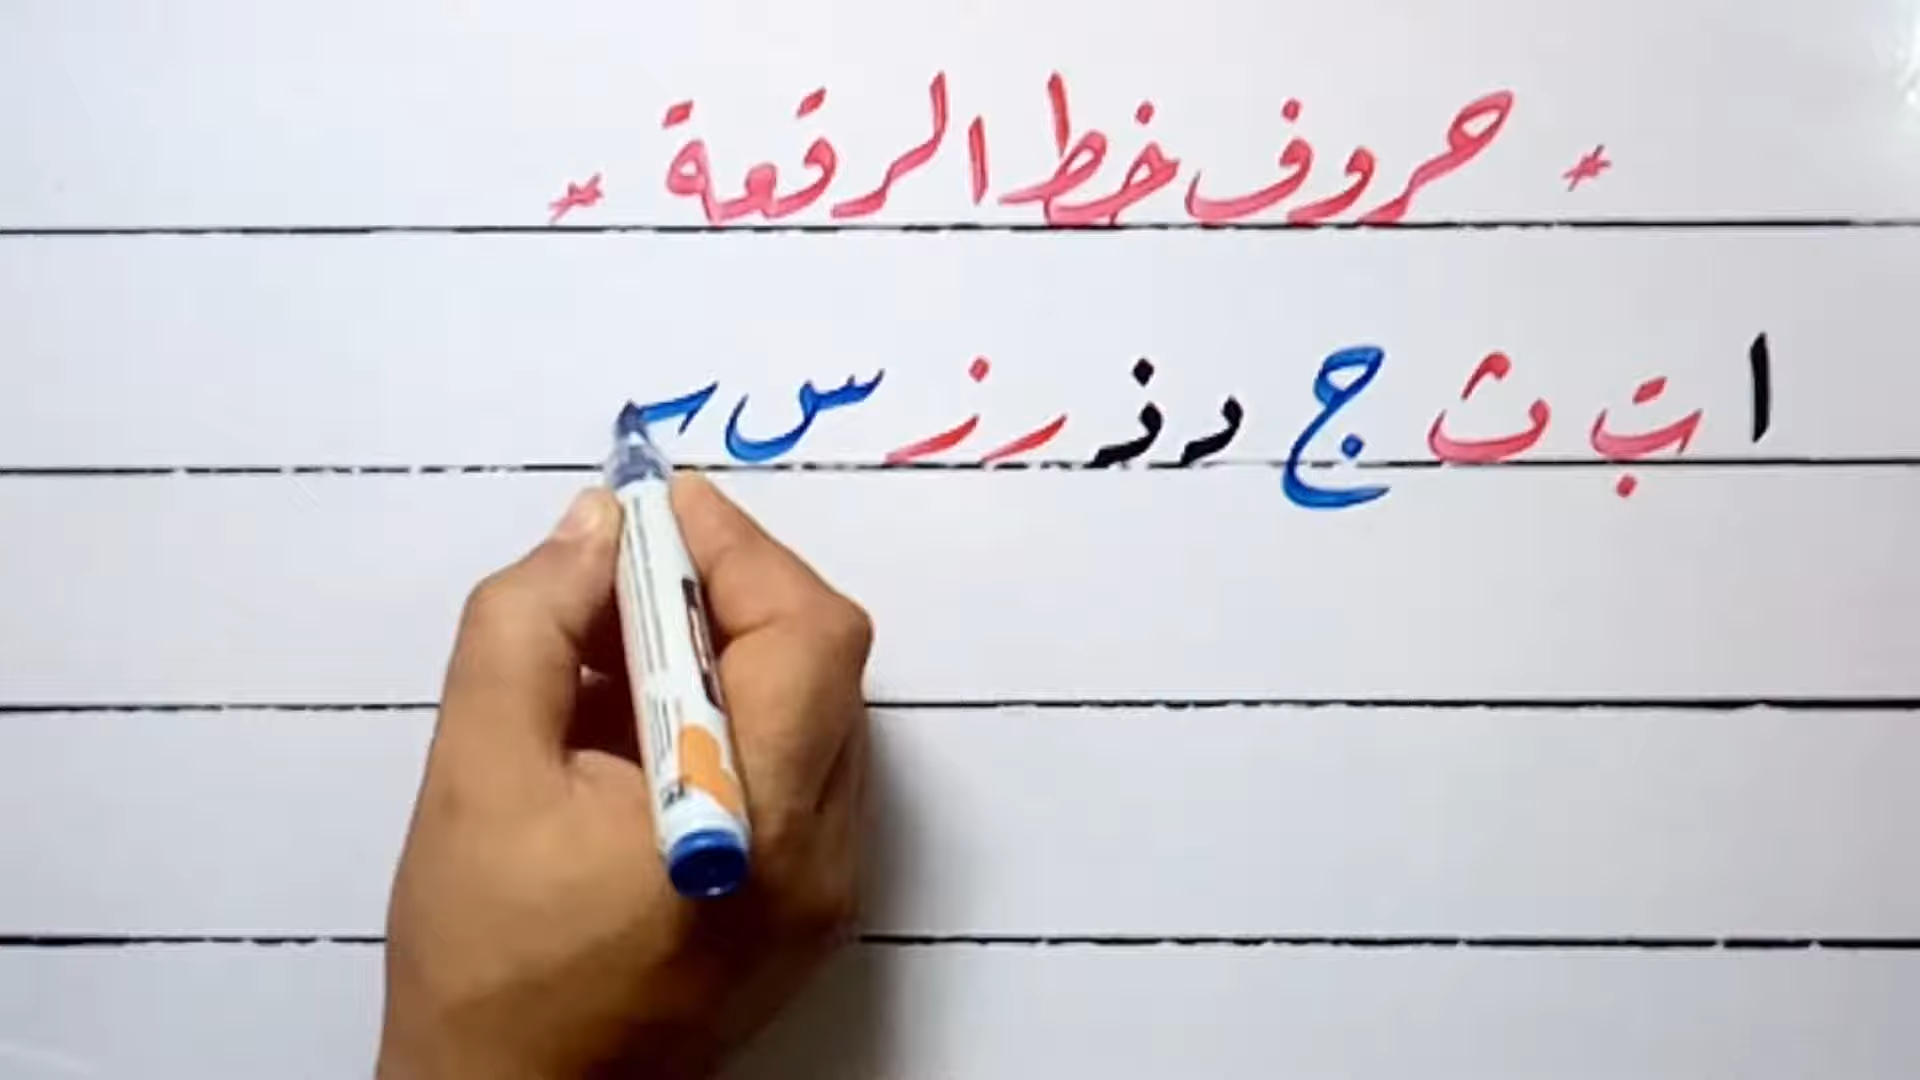 * حروف خط الرقعة *
ا ب ت ث ج د ذ ر ز س